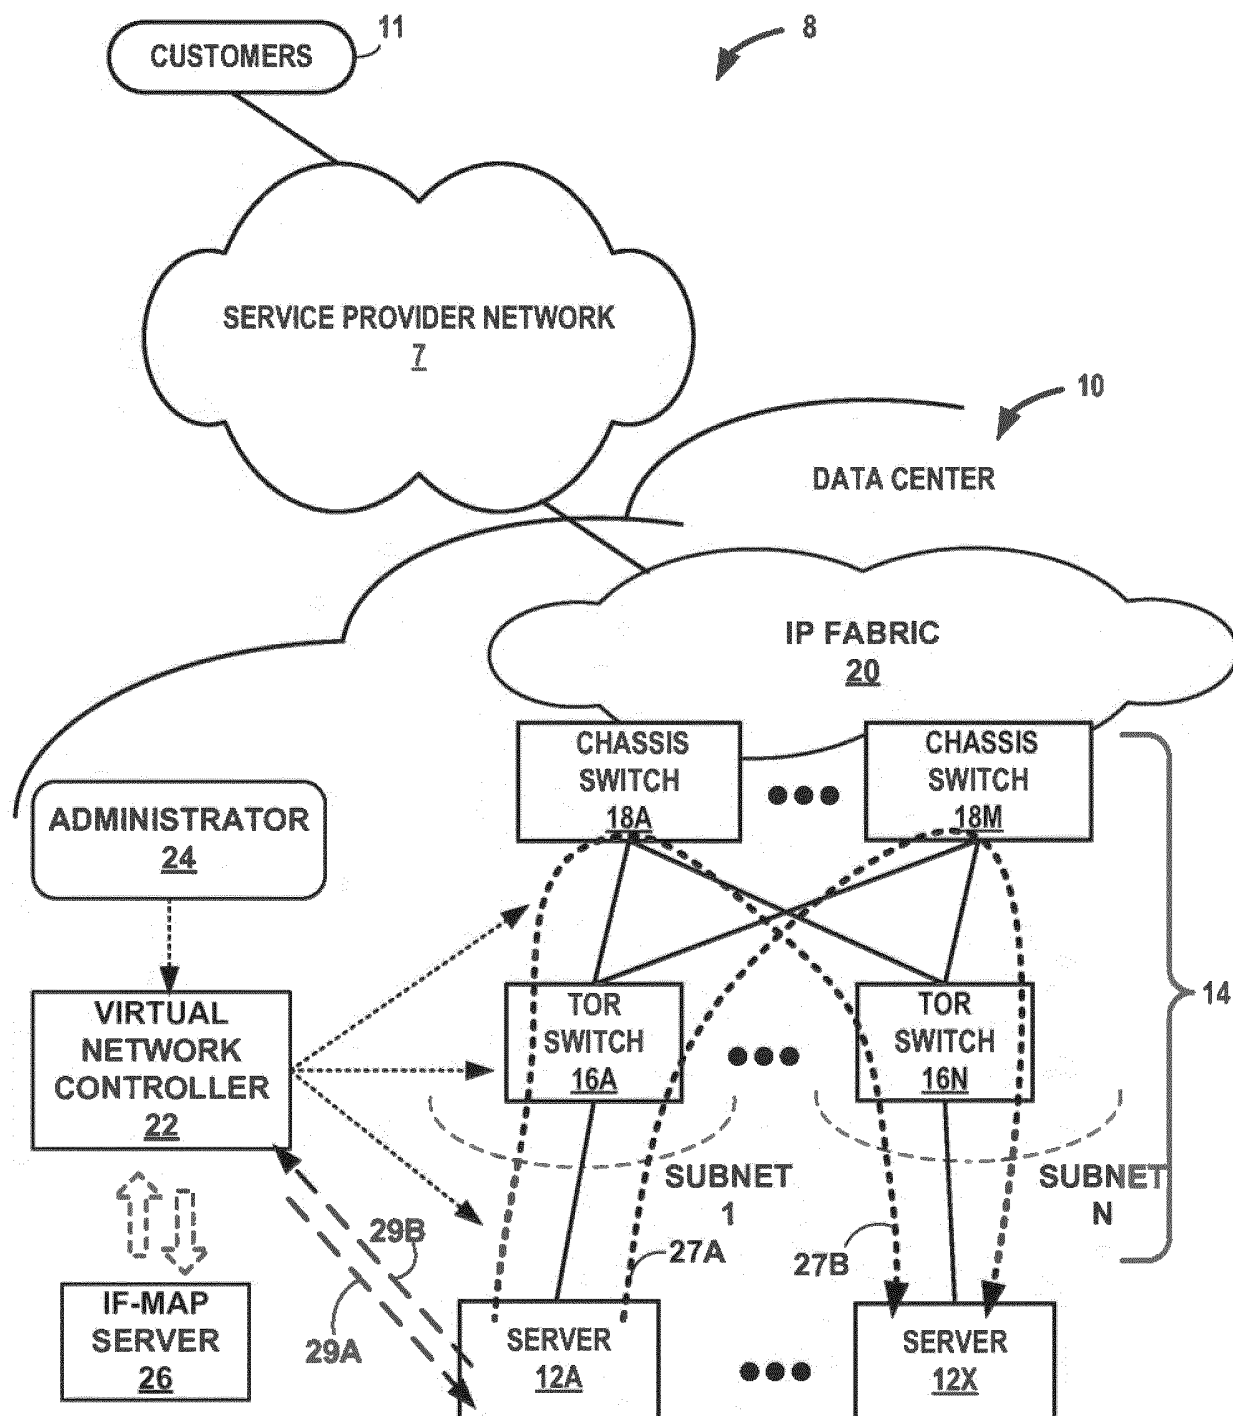 CUSTOMERS
11
8
SERVICE PROVIDER NETWORK
7
10
DATA CENTER
IP FABRIC
20
CHASSIS
SWITCH
18A
CHASSIS
SWITCH
18M
ADMINISTRATOR
24
VIRTUAL
NETWORK
CONTROLLER
22
TOR
SWITCH
16A
TOR
SWITCH
16N
14
SUBNET
1
SUBNET
N
29B
27A
27B
29A
IF-MAP
SERVER
26
SERVER
12A
SERVER
12X